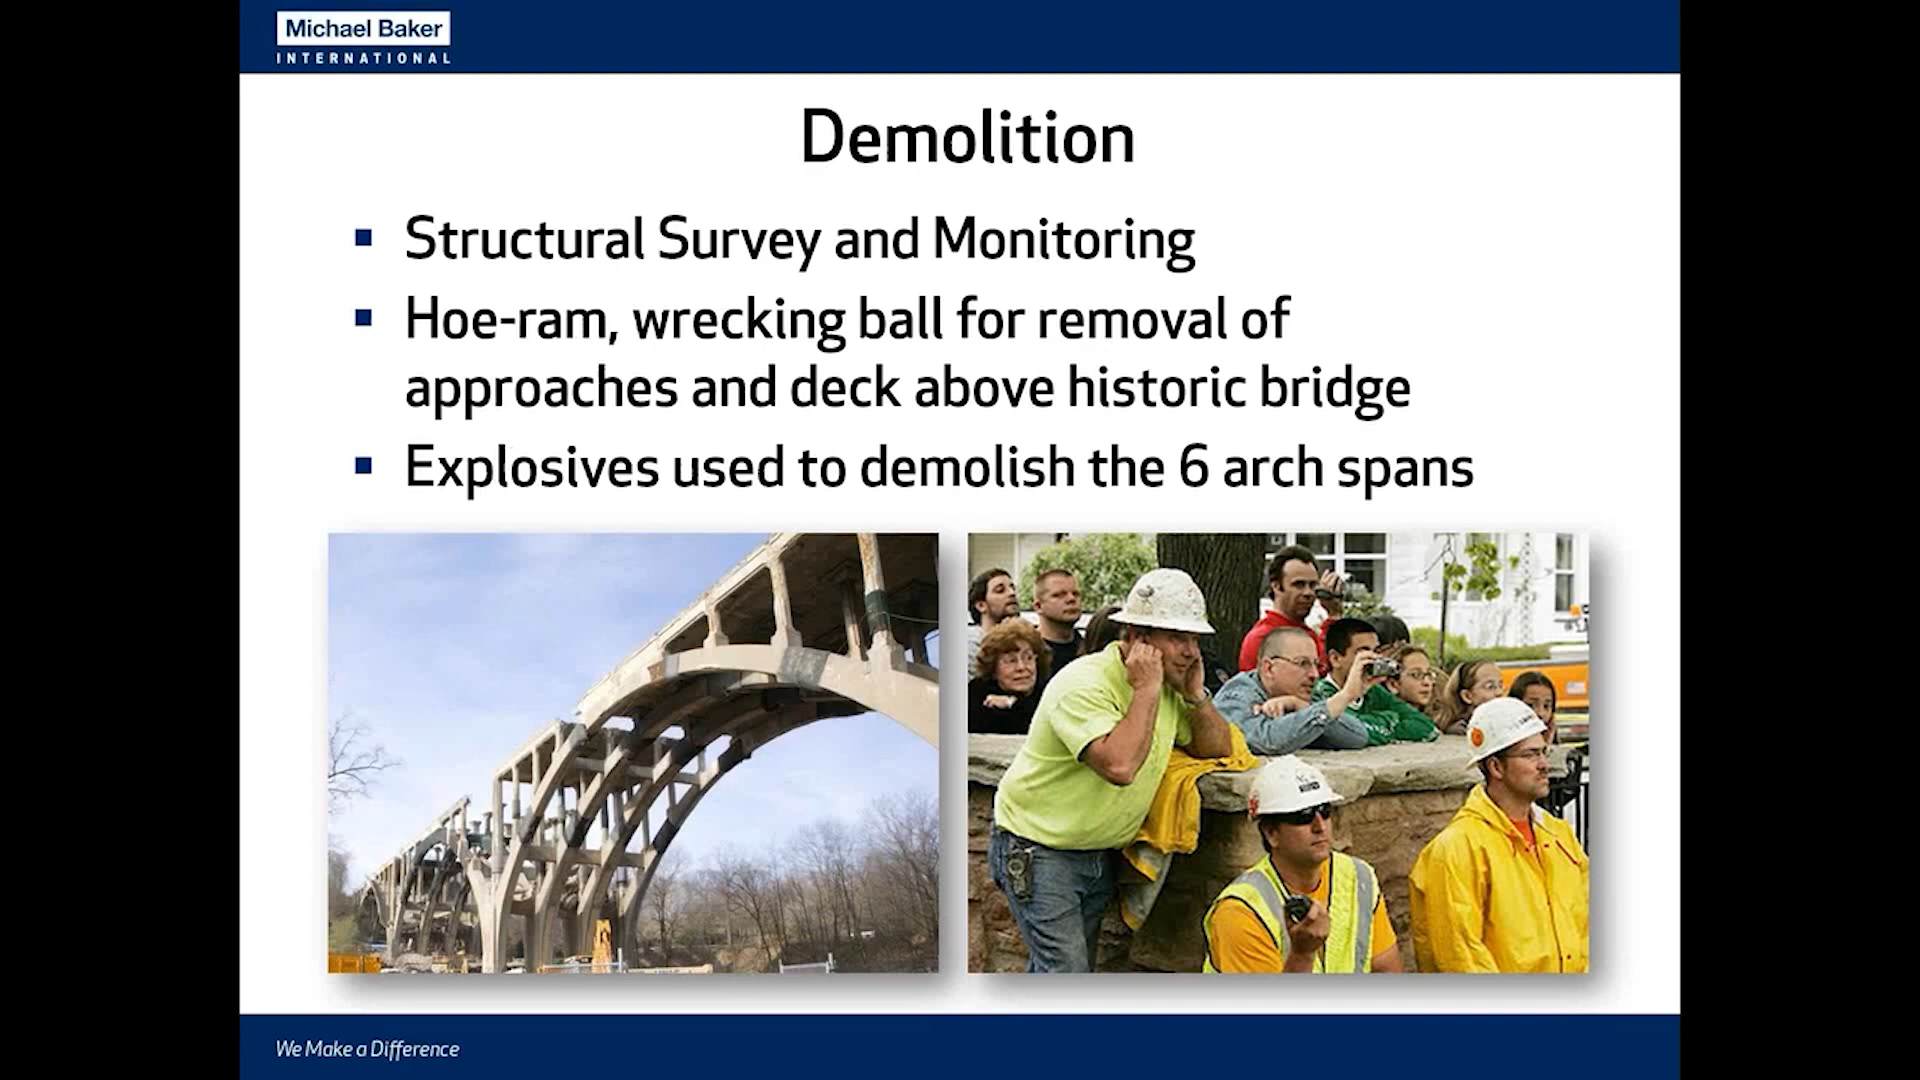 Michael Baker
INTERNATIONAL
Demolition
Structural Survey and Monitoring
Hoe-ram, wrecking ball for removal of
approaches and deck above historic bridge
Explosives used to demolish the 6 arch spans
We Make a Difference